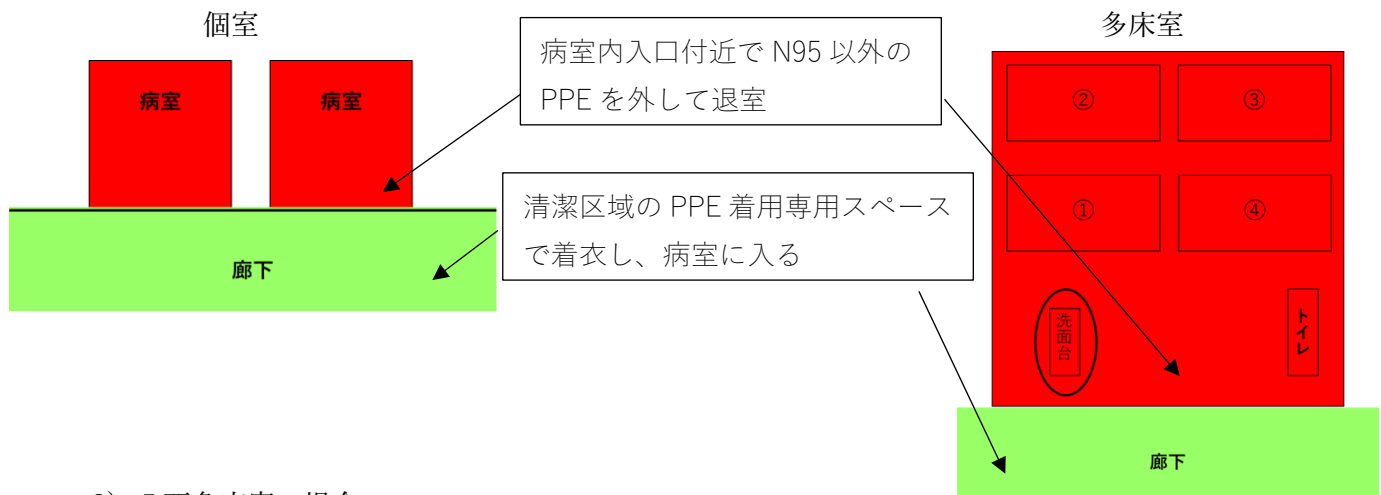 個室
多床室
病室
病室
病室内入口付近で N95 以外の
PPE を外して退室
清潔区域の PPE 着用専用スペース
で着衣し、病室に入る
廊下
②
③
①
④
洗面台
トイレ
廊下